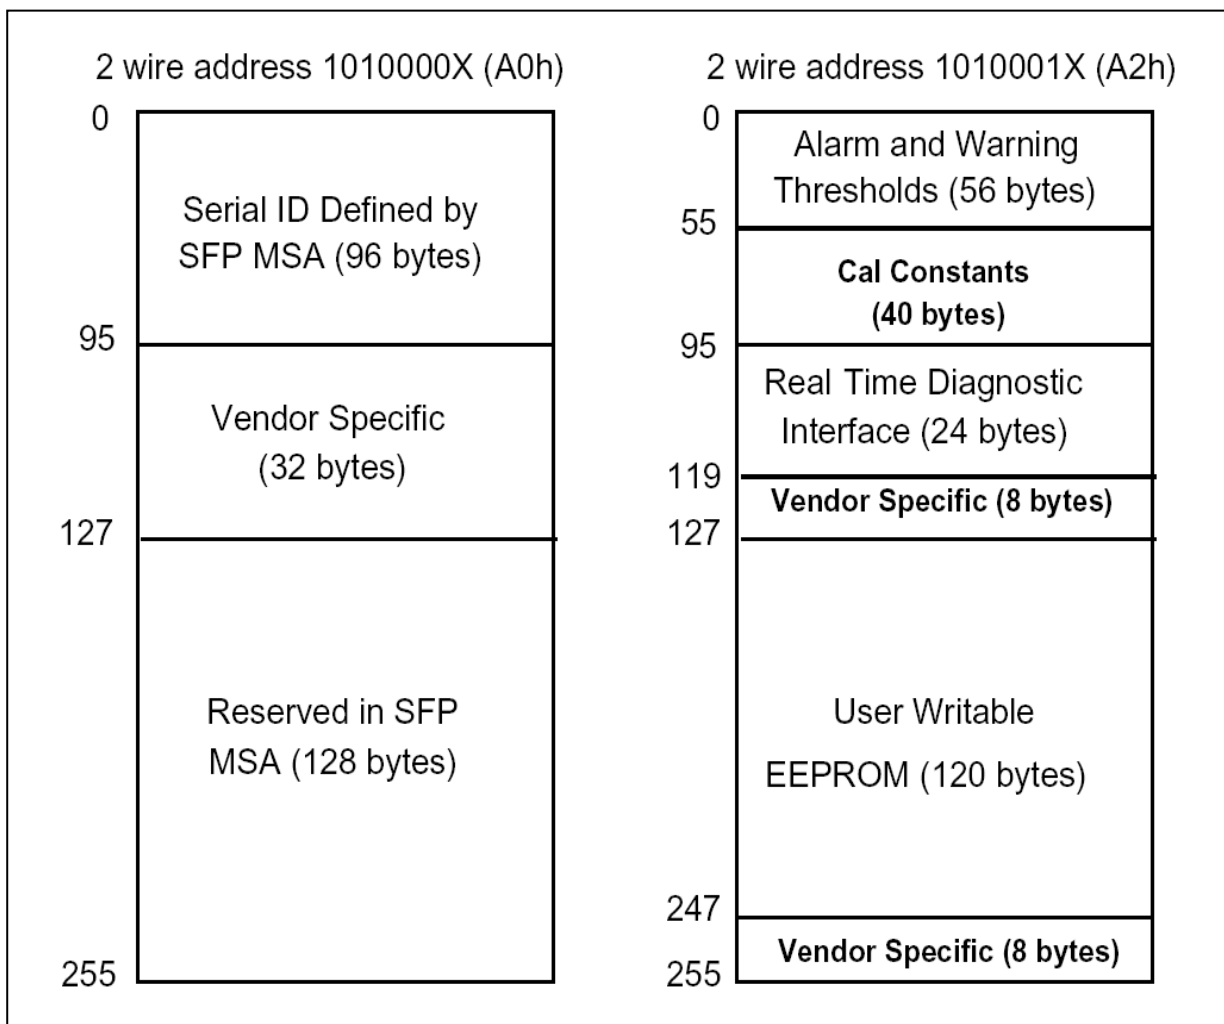 2 wire address 1010000X (A0h)
0
Serial ID Defined by
SFP MSA (96 bytes)
95
Vendor Specific
(32 bytes)
127
Reserved in SFP
MSA (128 bytes)
255
2 wire address 1010001X (A2h)
0
Alarm and Warning
Thresholds (56 bytes)
55
Cal Constants
(40 bytes)
95
Real Time Diagnostic
Interface (24 bytes)
119
Vendor Specific (8 bytes)
127
User Writable
EEPROM (120 bytes)
247
Vendor Specific (8 bytes)
255